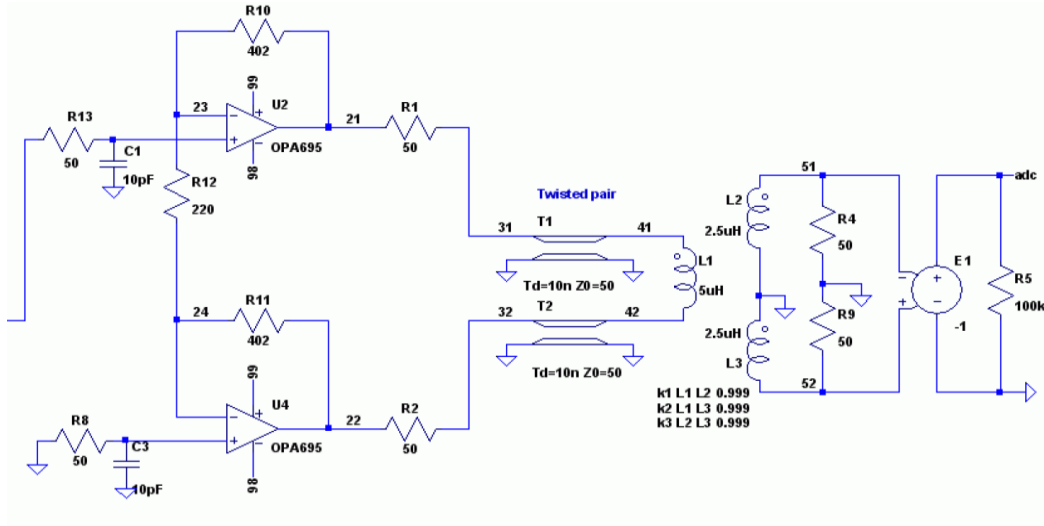 R10
402
99
R13
23
U2
21
R1
50
C1
OPA695
50
10pF
98
R12
220
Twisted pair
51
adc
L2
T1
31
41
2.5uH
R4
50
L1
E1
R5
Td=10n Z0=50
5uH
100k
24
R11
T2
32
42
2.5uH
R9
402
50
-1
L3
Td=10n Z0=50
99
52
k1 L1 L2 0.999
k2 L1 L3 0.999
k3 L2 L3 0.999
R8
U4
22
R2
50
C3
OPA695
50
10pF
98